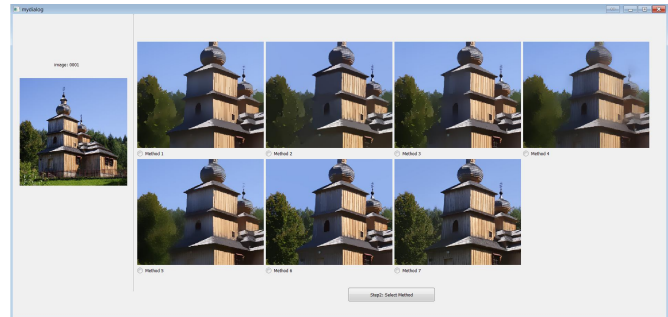 mydialog
image: 0001
Method 1
Method 2
Method 3
Method 4
Method 5
Method 6
Method 7
Step2: Select Method